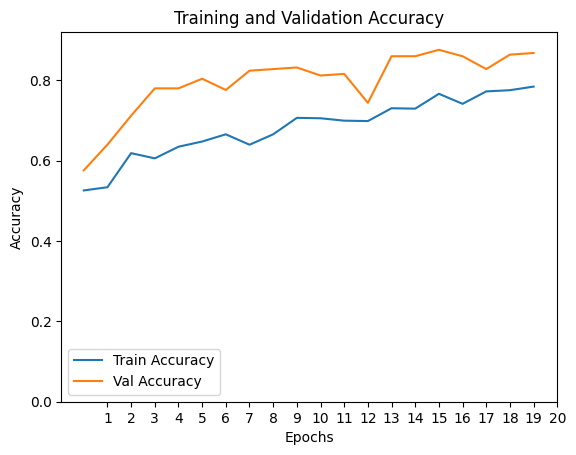 Training and Validation Accuracy
0.8
0.6
0.4
0.2
0.0
Accuracy
Train Accuracy
Val Accuracy
1 2 3 4 5 6 7 8 9 10 11 12 13 14 15 16 17 18 19 20
Epochs